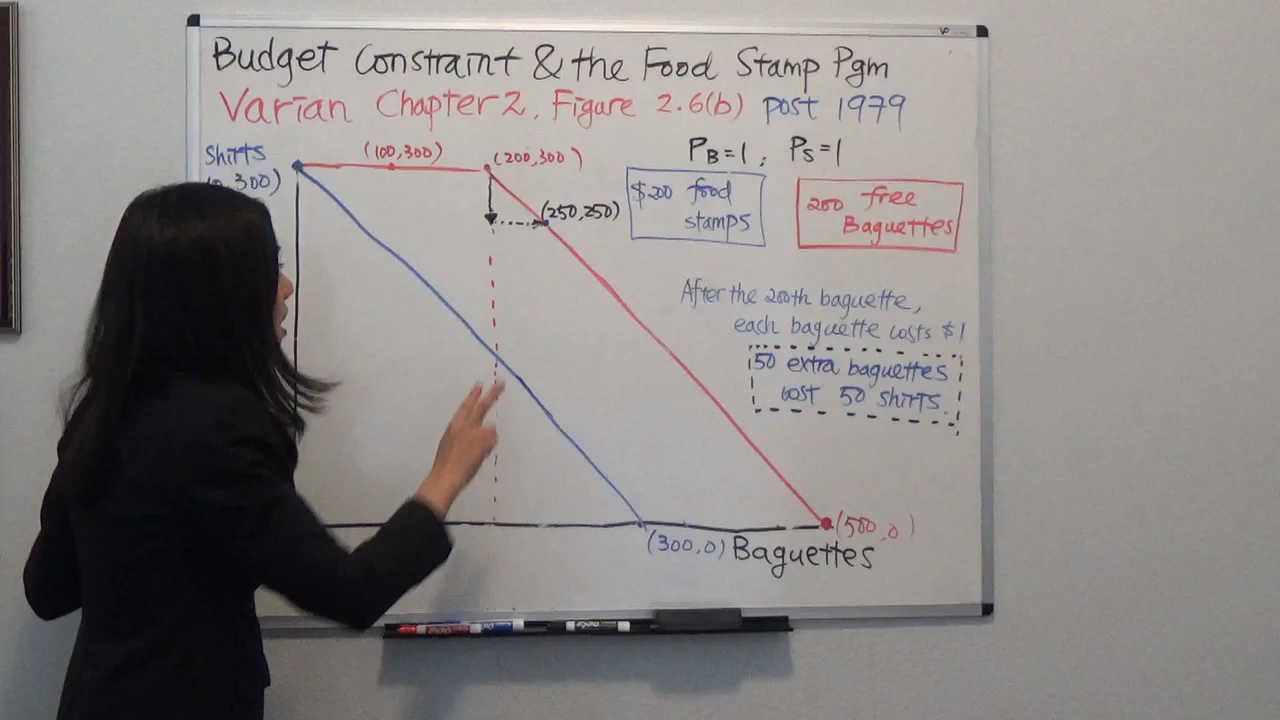 Budget Constraint & the Food Stamp Pgm
Varian Chapter 2, Figure 2.6(b) post 1979
Shirts
, 300)
(100,300)
(200,300)
PB=1; PS=1
$200 food
stamps
200 free
Baguettes
(250,250)
After the 200th baguette,
each baguette costs $1
50 extra baguettes
cost 50 shirts.
(300,0)
Baguettes
(500,0)